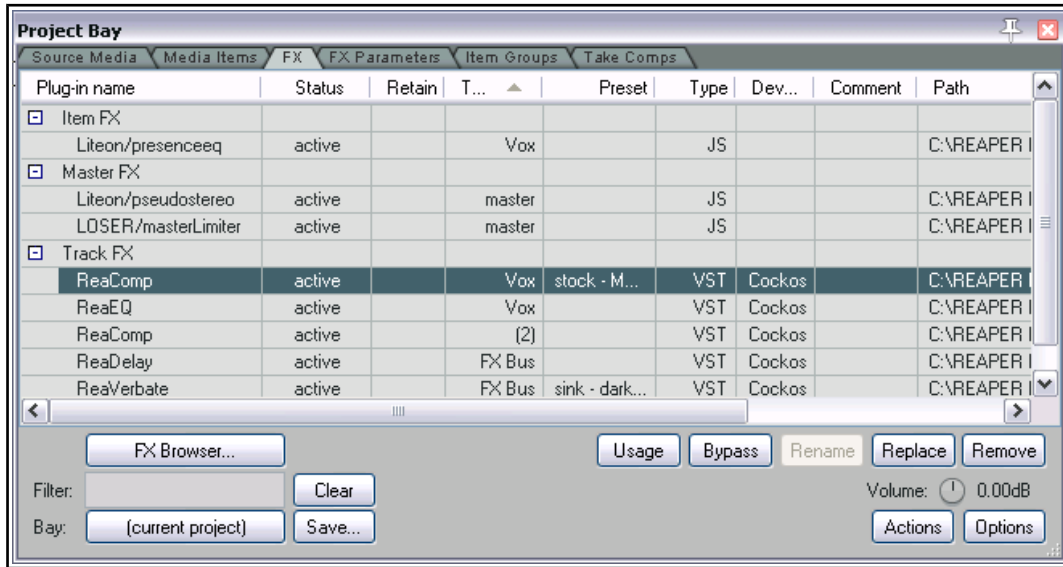 Project Bay
Source Media Media Items FX FX Parameters Item Groups Take Comps
Plug-in name Status Retain T... Preset Type Dev... Comment Path
Item FX
Liteon/presenceeq active Vox JS C:\REAPER
Master FX
Liteon/pseudostereo active master JS C:\REAPER
LOSER/masterLimiter active master JS C:\REAPER
Track FX
ReaComp active Vox stock - M... VST Cockos C:\REAPER
ReaEQ active Vox VST Cockos C:\REAPER
ReaComp active (2) VST Cockos C:\REAPER
ReaDelay active FX Bus VST Cockos C:\REAPER
ReaVerbate active FX Bus sink - dark... VST Cockos C:\REAPER
FX Browser... Usage Bypass Rename Replace Remove
Filter: Clear Volume: 0.00dB
Bay: (current project) Save... Actions Options